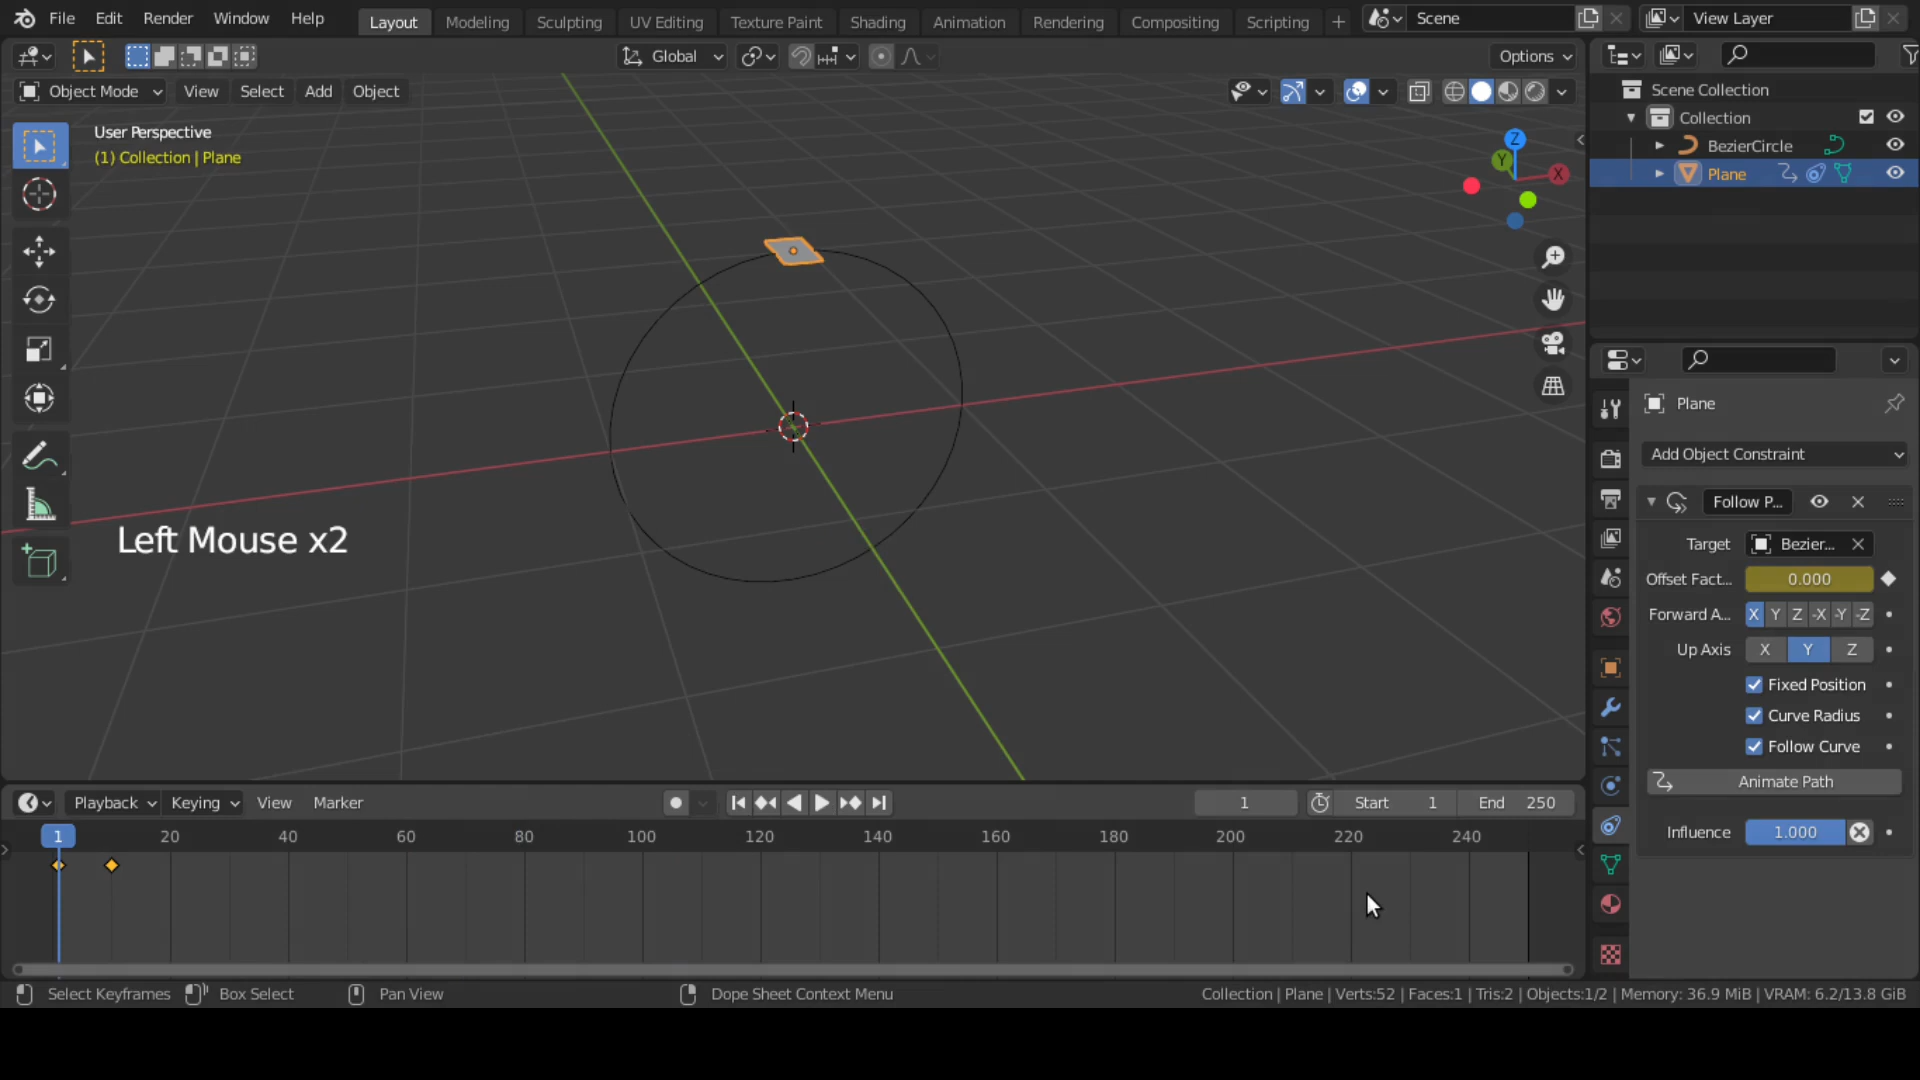 File Edit Render Window Help Layout Modeling Sculpting UV Editing Texture Paint Shading Animation Rendering Compositing Scripting + Scene View Layer
Global Options
Object Mode View Select Add Object
User Perspective
(1) Collection | Plane
Z
Y
X
Scene Collection
Collection
BezierCircle
Plane
Left Mouse x2
Plane
Add Object Constraint
Follow P...
Target Bezier...
Offset Fact... 0.000
Forward A... X Y Z -X -Y -Z
Up Axis X Y Z
Fixed Position
Curve Radius
Follow Curve
Animate Path
Influence 1.000
Playback Keying View Marker 1 Start 1 End 250
1 20 40 60 80 100 120 140 160 180 200 220 240
Select Keyframes Box Select Pan View Dope Sheet Context Menu Collection | Plane | Verts:52 | Faces:1 | Tris:2 | Objects:1/2 | Memory: 36.9 MiB | VRAM: 6.2/13.8 GiB